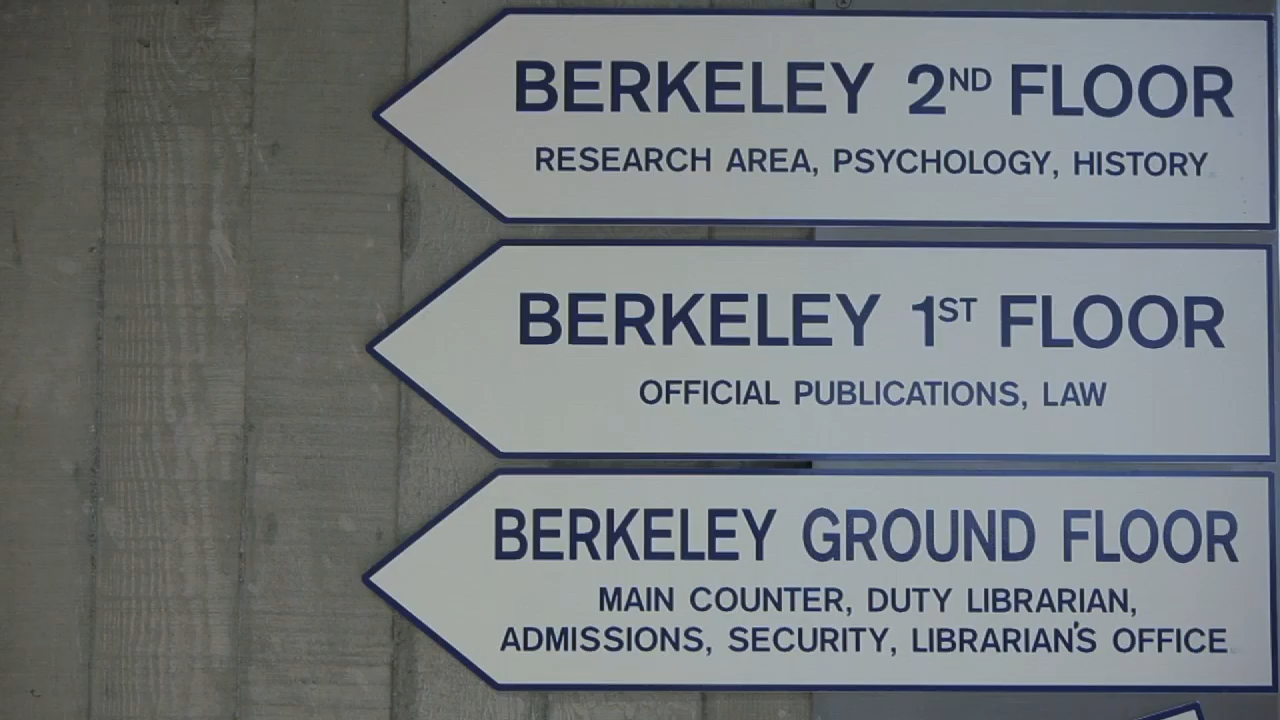 BERKELEY 2ND FLOOR
RESEARCH AREA, PSYCHOLOGY, HISTORY
BERKELEY 1ST FLOOR
OFFICIAL PUBLICATIONS, LAW
BERKELEY GROUND FLOOR
MAIN COUNTER, DUTY LIBRARIAN,
ADMISSIONS, SECURITY, LIBRARIAN'S OFFICE